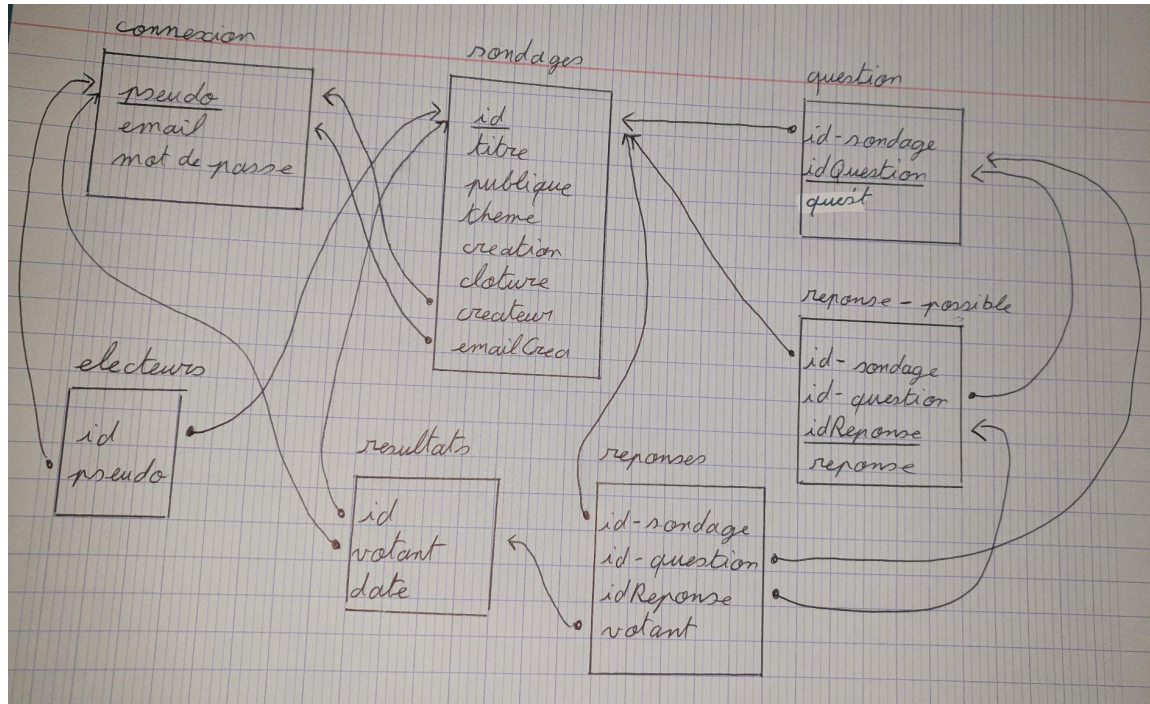 connexion
pseudo
email
mot de passe
sondages
id
titre
publique
theme
creation
cloture
createur
emailCrea
question
id-sondage
idQuestion
quest
reponse-possible
id-sondage
id-question
idReponse
reponse
electeurs
id
pseudo
resultats
id
votant
date
reponses
id-sondage
id-question
idReponse
votant